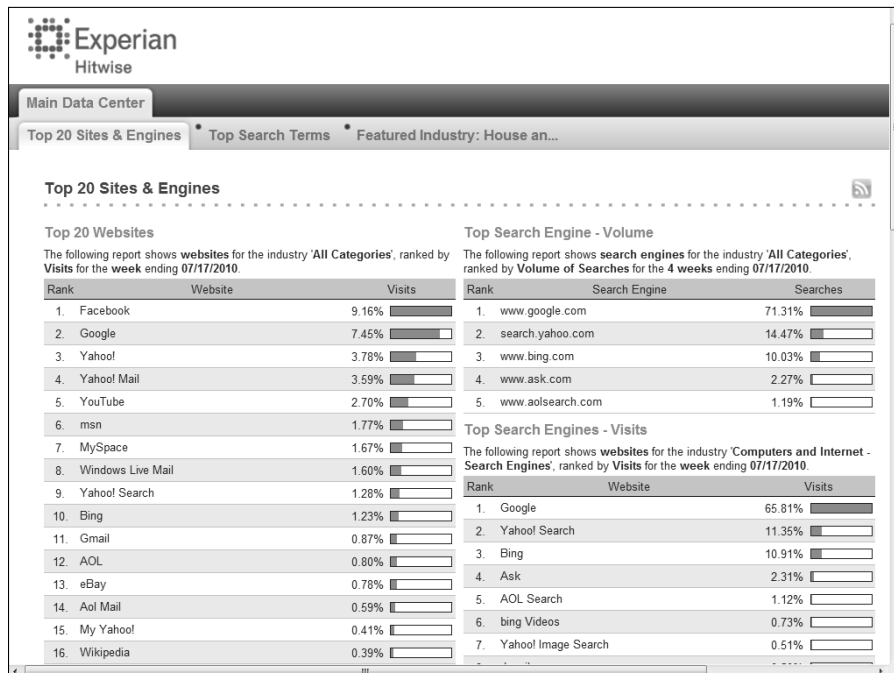 Experian
Hitwise
Main Data Center
Top 20 Sites & Engines Top Search Terms Featured Industry: House an...
Top 20 Sites & Engines
Top 20 Websites
The following report shows websites for the industry 'All Categories', ranked by
Visits for the week ending 07/17/2010.
Rank Website Visits
1. Facebook 9.16%
2. Google 7.45%
3. Yahoo! 3.78%
4. Yahoo! Mail 3.59%
5. YouTube 2.70%
6. msn 1.77%
7. MySpace 1.67%
8. Windows Live Mail 1.60%
9. Yahoo! Search 1.28%
10. Bing 1.23%
11. Gmail 0.87%
12. AOL 0.80%
13. eBay 0.78%
14. Aol Mail 0.59%
15. My Yahoo! 0.41%
16. Wikipedia 0.39%
Top Search Engine - Volume
The following report shows search engines for the industry 'All Categories',
ranked by Volume of Searches for the 4 weeks ending 07/17/2010.
Rank Search Engine Searches
1. www.google.com 71.31%
2. search.yahoo.com 14.47%
3. www.bing.com 10.03%
4. www.ask.com 2.27%
5. www.aolsearch.com 1.19%
Top Search Engines - Visits
The following report shows websites for the industry 'Computers and Internet -
Search Engines', ranked by Visits for the week ending 07/17/2010.
Rank Website Visits
1. Google 65.81%
2. Yahoo! Search 11.35%
3. Bing 10.91%
4. Ask 2.31%
5. AOL Search 1.12%
6. bing Videos 0.73%
7. Yahoo! Image Search 0.51%